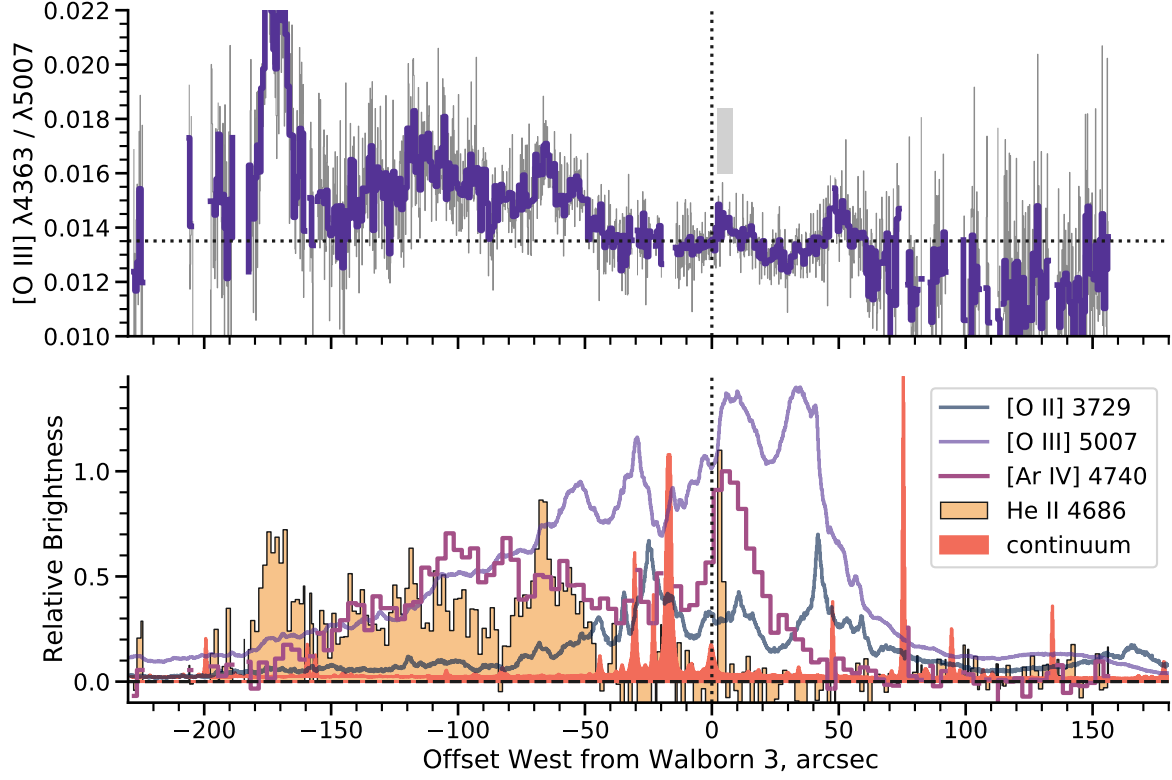 [O III] λ4363 / λ5007
0.022
0.020
0.018
0.016
0.014
0.012
0.010
Relative Brightness
1.0
0.5
0.0
[O II] 3729
[O III] 5007
[Ar IV] 4740
He II 4686
continuum
−200
−150
−100
−50
0
50
100
150
Offset West from Walborn 3, arcsec